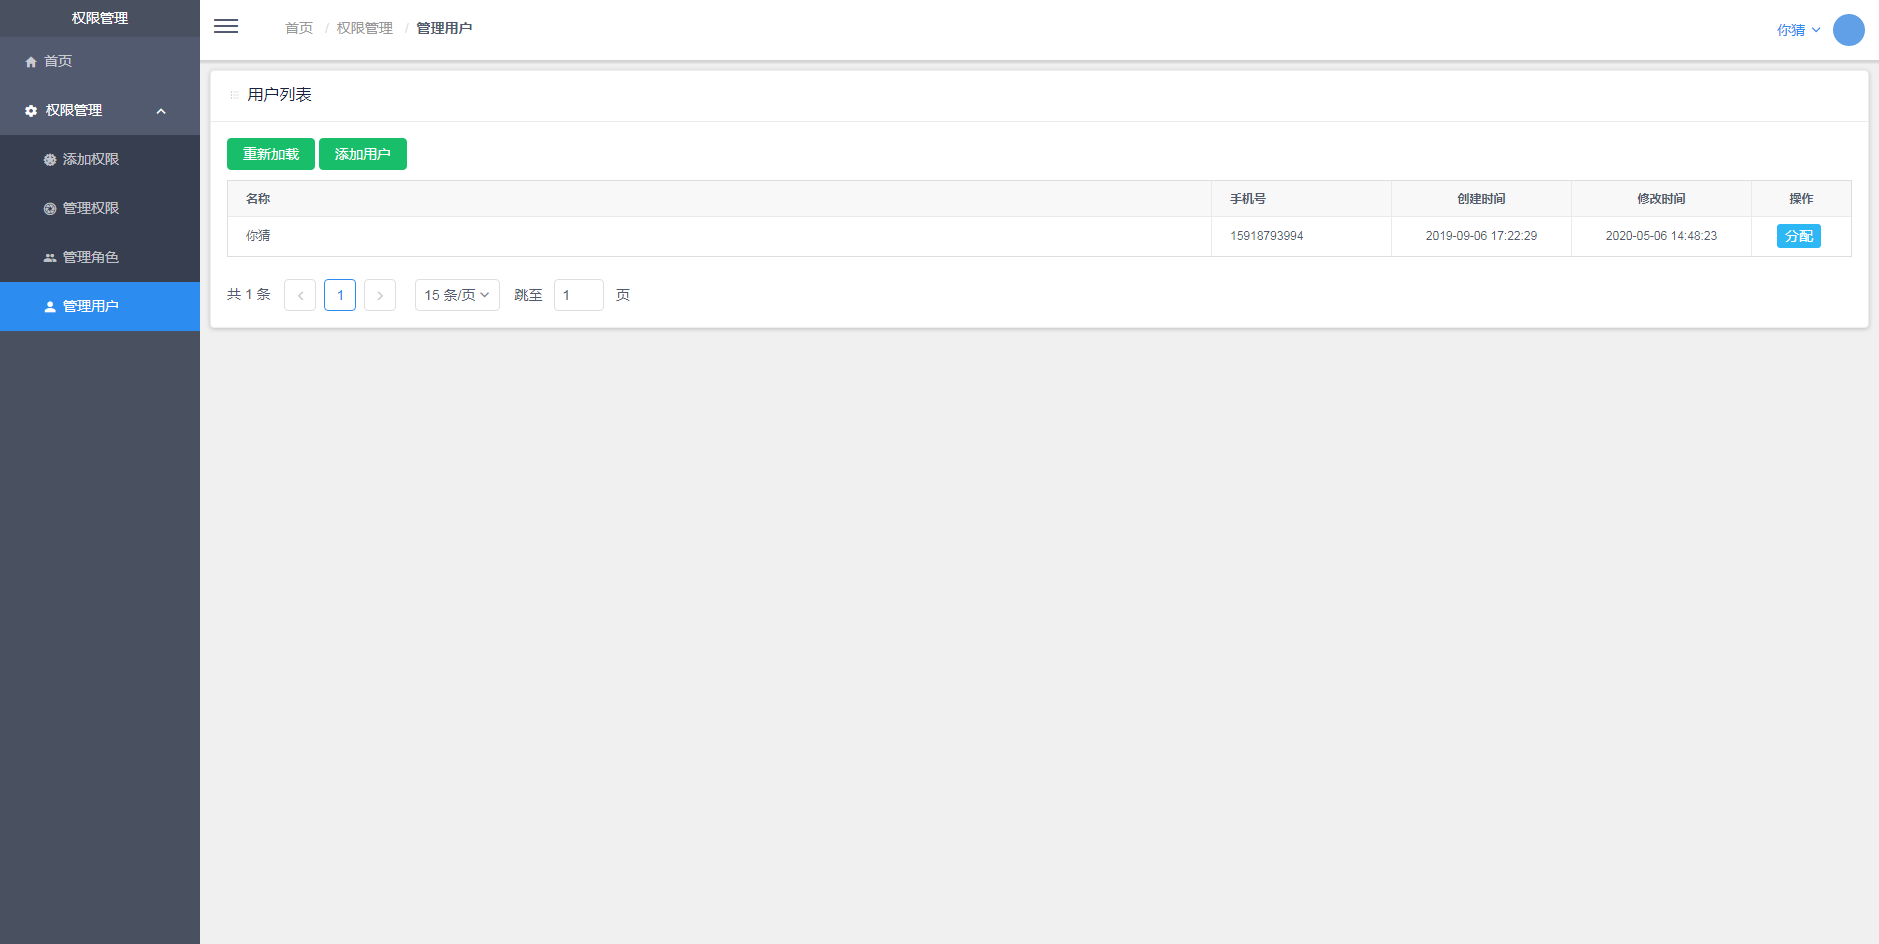 权限管理
首页
权限管理
添加权限
管理权限
管理角色
管理用户
首页 / 权限管理 / 管理用户
你猜
用户列表
重新加载 添加用户
名称 手机号 创建时间 修改时间 操作
你猜 15918793994 2019-09-06 17:22:29 2020-05-06 14:48:23 分配
共 1 条 1 15 条/页 跳至 1 页